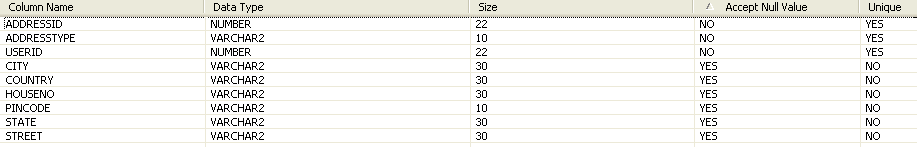 Column Name Data Type Size Accept Null Value Unique
ADDRESSID NUMBER 22 NO YES
ADDRESSTYPE VARCHAR2 10 NO YES
USERID NUMBER 22 NO YES
CITY VARCHAR2 30 YES NO
COUNTRY VARCHAR2 30 YES NO
HOUSENO VARCHAR2 30 YES NO
PINCODE VARCHAR2 10 YES NO
STATE VARCHAR2 30 YES NO
STREET VARCHAR2 30 YES NO